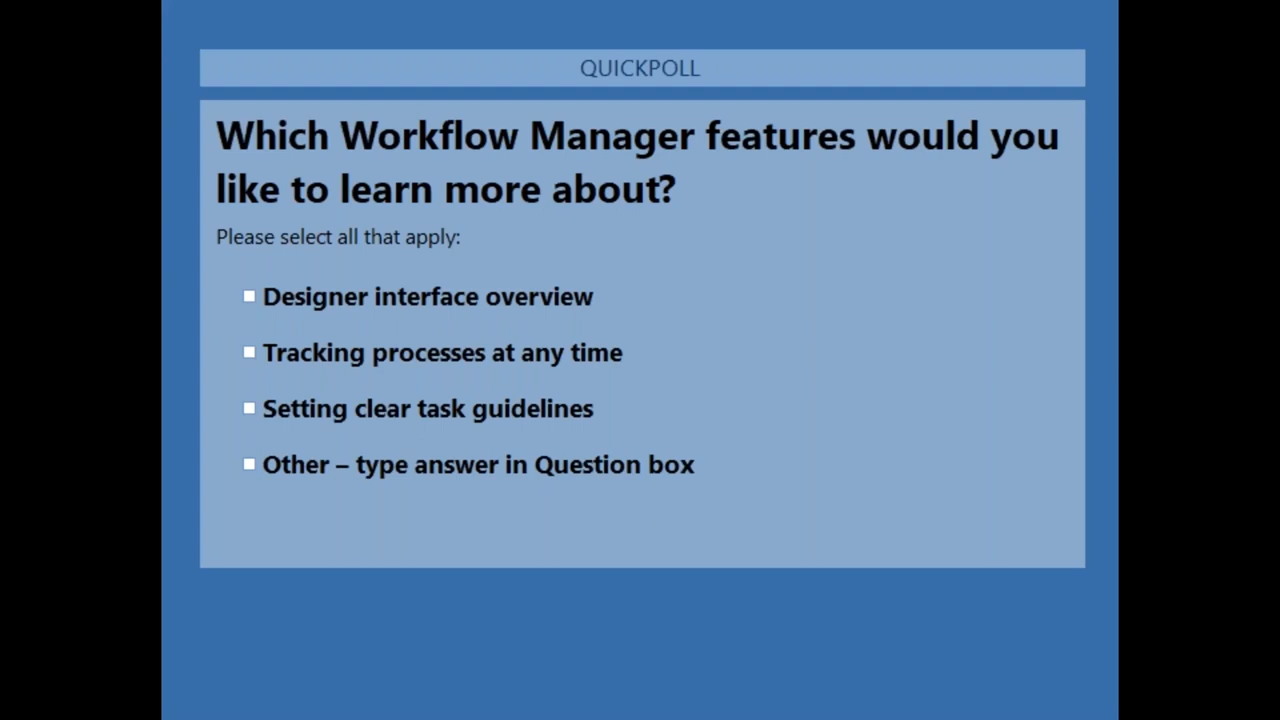 QUICKPOLL
Which Workflow Manager features would you
like to learn more about?
Please select all that apply:
Designer interface overview
Tracking processes at any time
Setting clear task guidelines
Other – type answer in Question box